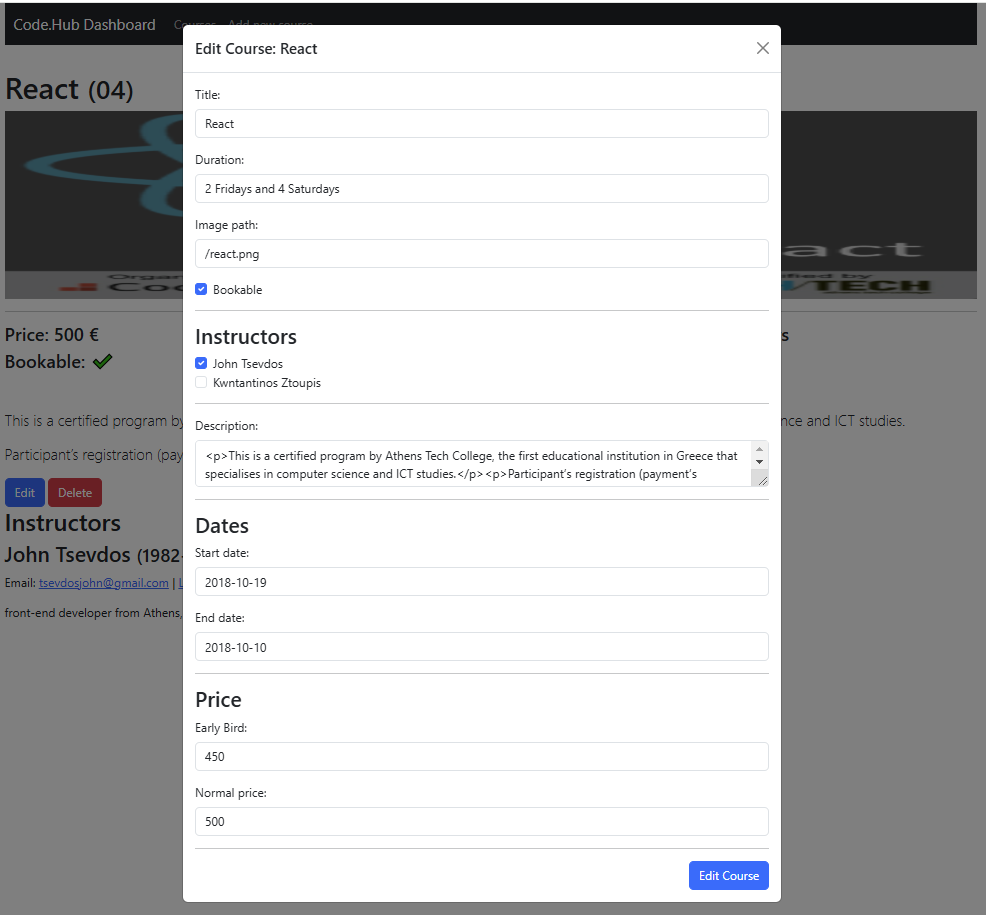 Code.Hub Dashboard Courses Add new course
Edit Course: React
React (04)
Title:
React
Duration:
2 Fridays and 4 Saturdays
Image path:
/react.png
Bookable
Price: 500 €
Bookable:
Instructors
John Tsevdos
Kwntantinos Ztoupis
This is a certified program by
nce and ICT studies.
Participant's registration (pay
Description:
<p>This is a certified program by Athens Tech College, the first educational institution in Greece that
specialises in computer science and ICT studies.</p><p>Participant's registration (payment's
Edit Delete
Instructors
John Tsevdos (1982-
Email: tsevdosjohn@gmail.com | L
front-end developer from Athens,
Dates
Start date:
2018-10-19
End date:
2018-10-10
Price
Early Bird:
450
Normal price:
500
Edit Course